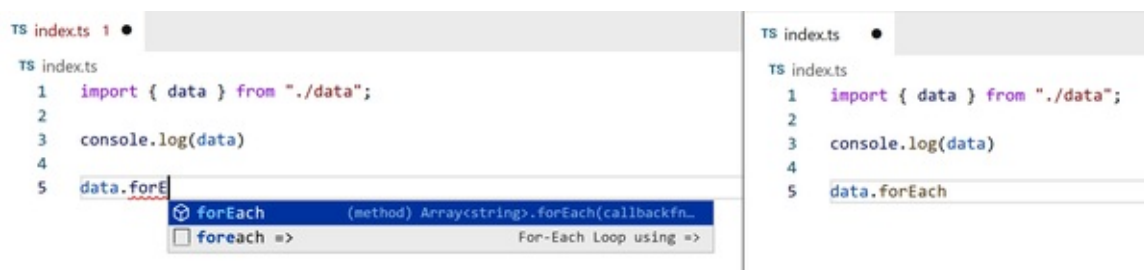 TS index.ts 1 ●
TS index.ts
1 import { data } from "./data";
2
3 console.log(data)
4
5 data.forE
forEach (method) Array<string>.forEach(callbackfn…
foreach => For-Each Loop using =>
TS index.ts ●
TS index.ts
1 import { data } from "./data";
2
3 console.log(data)
4
5 data.forEach